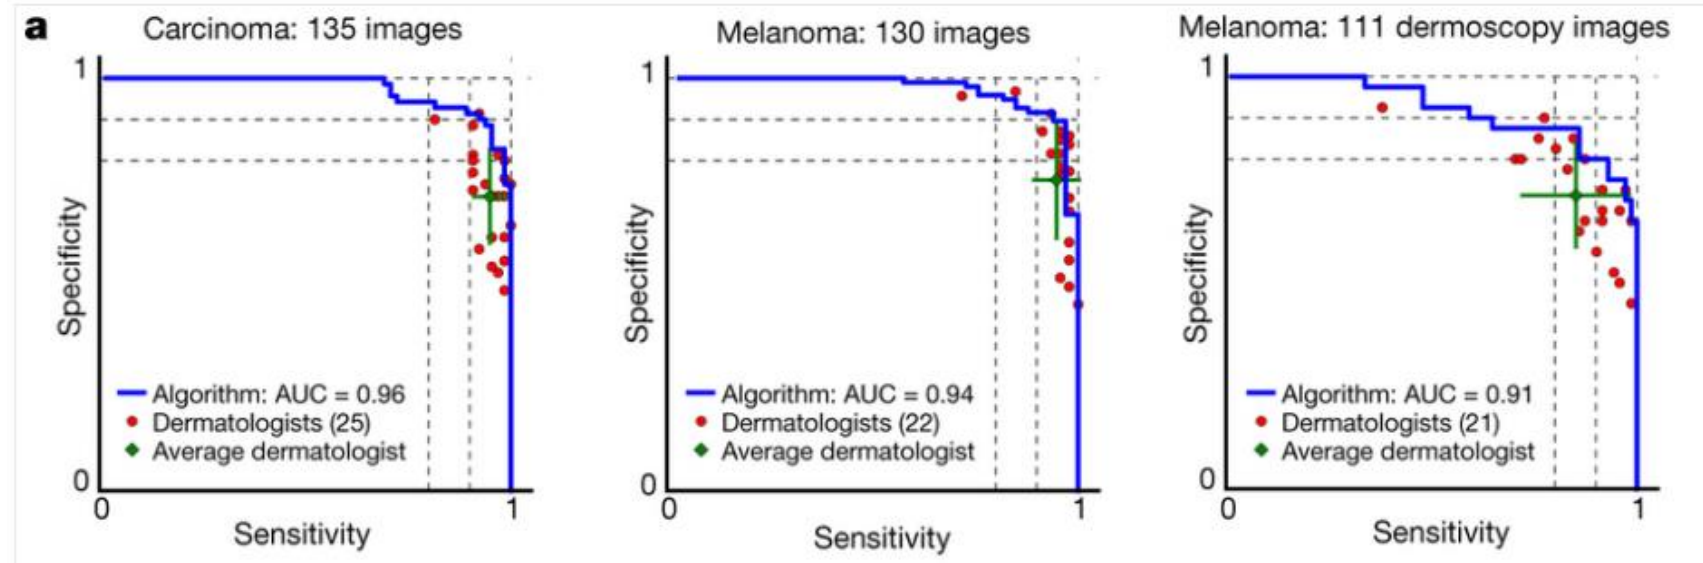 a
Carcinoma: 135 images
1
Specificity
Algorithm: AUC = 0.96
Dermatologists (25)
Average dermatologist
0
0
1
Sensitivity
Melanoma: 130 images
1
Specificity
Algorithm: AUC = 0.94
Dermatologists (22)
Average dermatologist
0
0
1
Sensitivity
Melanoma: 111 dermoscopy images
1
Specificity
Algorithm: AUC = 0.91
Dermatologists (21)
Average dermatologist
0
0
1
Sensitivity